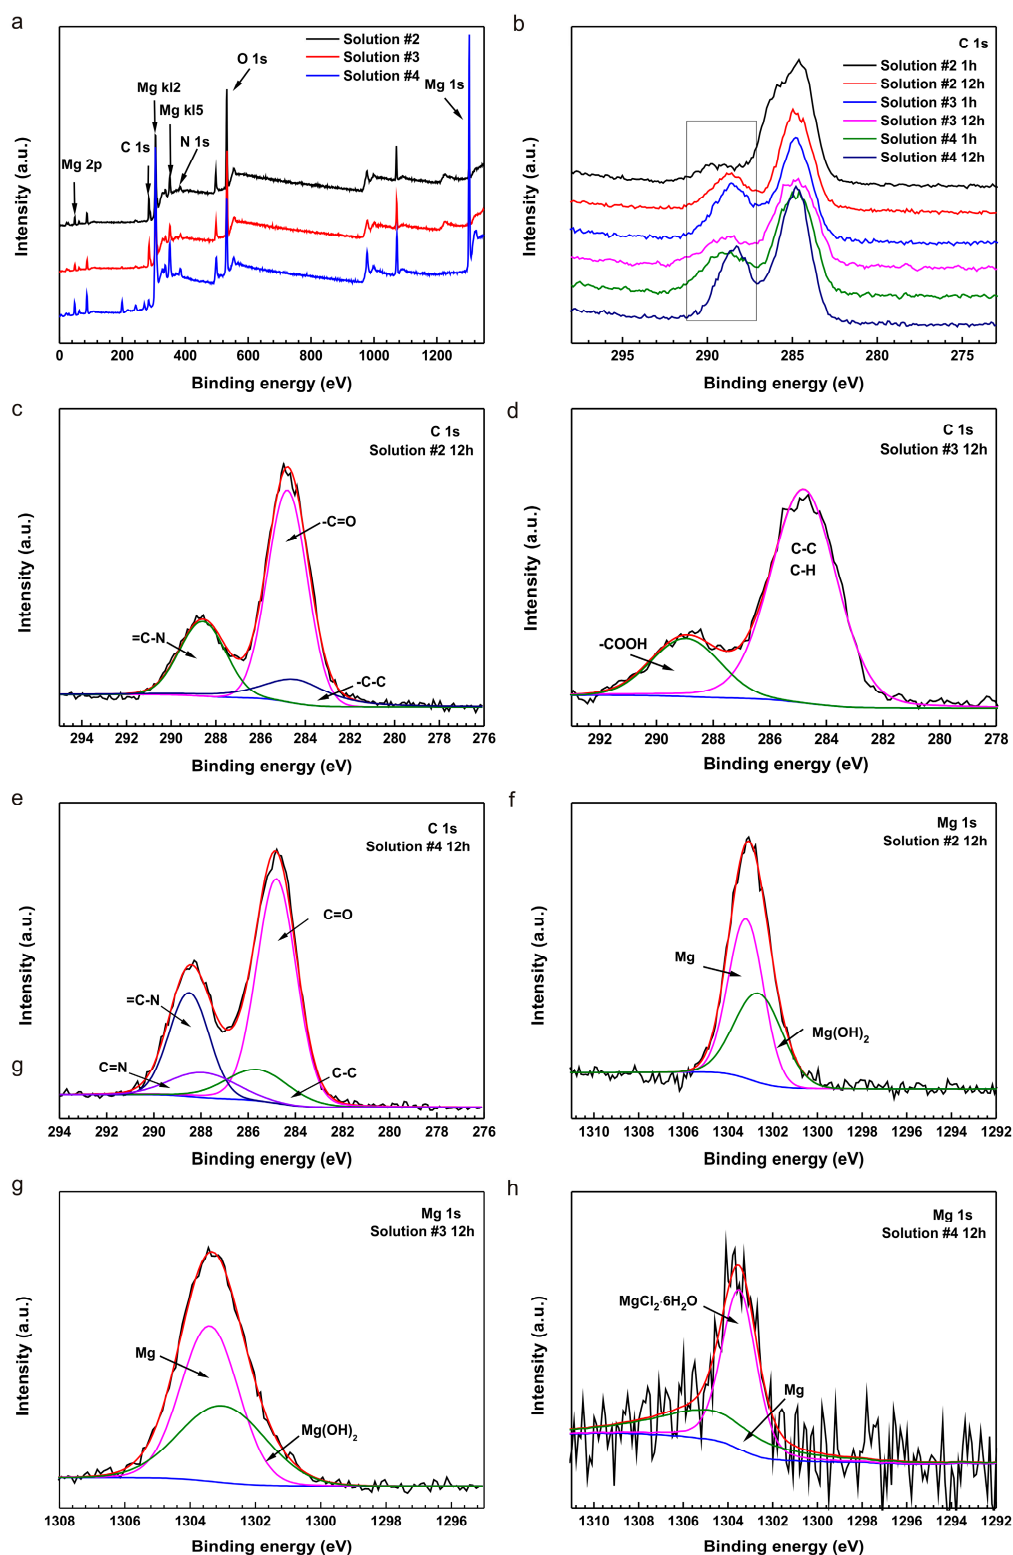 a
Solution #2
Solution #3
Solution #4
O 1s
Mg 1s
Mg kl2
Mg kl5
N 1s
C 1s
Mg 2p
Intensity (a.u.)
0 200 400 600 800 1000 1200
Binding energy (eV)
b
C 1s
Solution #2 1h
Solution #2 12h
Solution #3 1h
Solution #3 12h
Solution #4 1h
Solution #4 12h
Intensity (a.u.)
295 290 285 280 275
Binding energy (eV)
c
C 1s
Solution #2 12h
-C=O
=C-N
-C-C
Intensity (a.u.)
294 292 290 288 286 284 282 280 278 276
Binding energy (eV)
d
C 1s
Solution #3 12h
C-C
C-H
-COOH
Intensity (a.u.)
292 290 288 286 284 282 280 278
Binding energy (eV)
e
C 1s
Solution #4 12h
C=O
=C-N
C=N
C-C
Intensity (a.u.)
g
294 292 290 288 286 284 282 280 278 276
Binding energy (eV)
f
Mg 1s
Solution #2 12h
Mg
Mg(OH)2
Intensity (a.u.)
1310 1308 1306 1304 1302 1300 1298 1296 1294 1292
Binding energy (eV)
g
Mg 1s
Solution #3 12h
Mg
Mg(OH)2
Intensity (a.u.)
1308 1306 1304 1302 1300 1298 1296
Binding energy (eV)
h
Mg 1s
Solution #4 12h
MgCl2·6H2O
Mg
Intensity (a.u.)
1310 1308 1306 1304 1302 1300 1298 1296 1294 1292
Binding energy (eV)